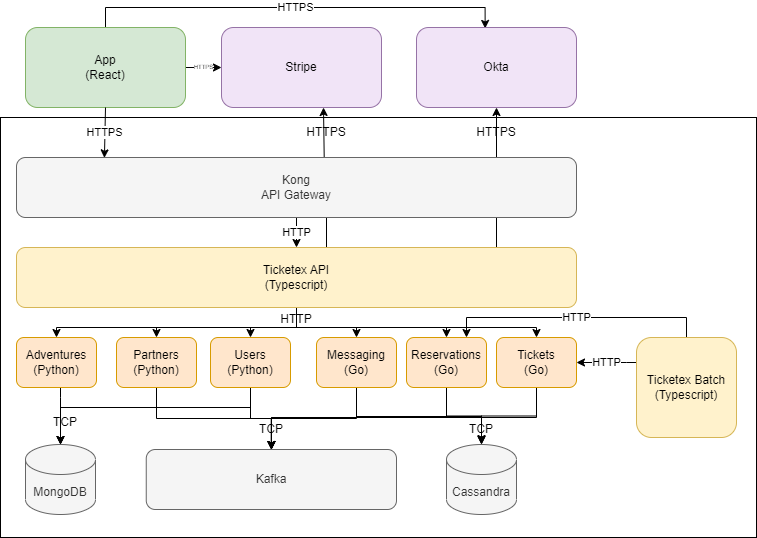 HTTPS
App
(React)
HTTPS
Stripe
Okta
HTTPS
HTTPS
HTTPS
Kong
API Gateway
HTTP
Ticketex API
(Typescript)
HTTP
HTTP
Adventures
(Python)
Partners
(Python)
Users
(Python)
Messaging
(Go)
Reservations
(Go)
Tickets
(Go)
HTTP
Ticketex Batch
(Typescript)
TCP
TCP
TCP
MongoDB
Kafka
Cassandra